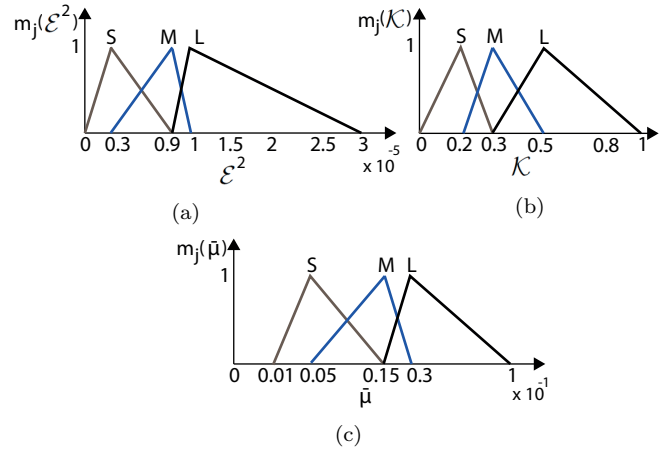 m_j(ℰ^2)
1
S M L
0 0.3 0.9 1 1.5 2 2.5 3
x 10^-5
ℰ^2
(a)
m_j(𝒦)
1
S M L
0 0.2 0.3 0.5 0.8 1
𝒦
(b)
m_j(μ̄)
1
S M L
0 0.01 0.05 0.15 0.3 1
x 10^-1
μ̄
(c)